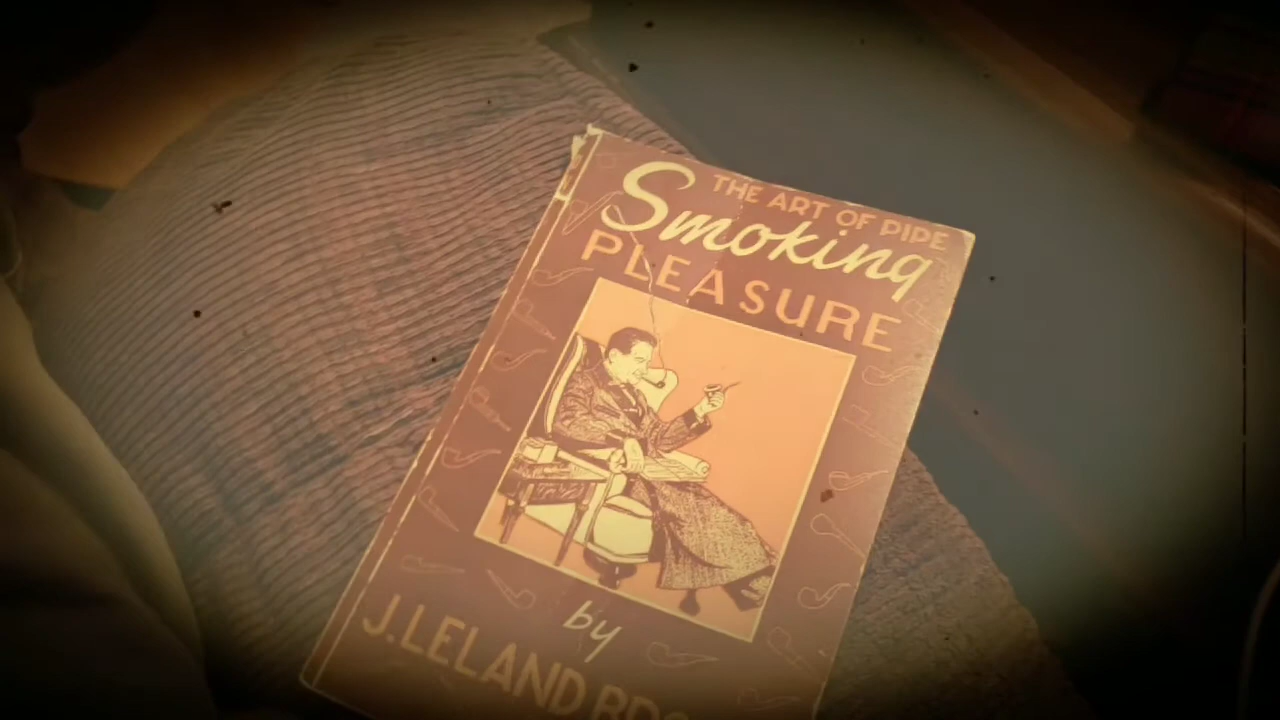 THE ART OF PIPE
Smoking
PLEASURE
by
J. LELAND